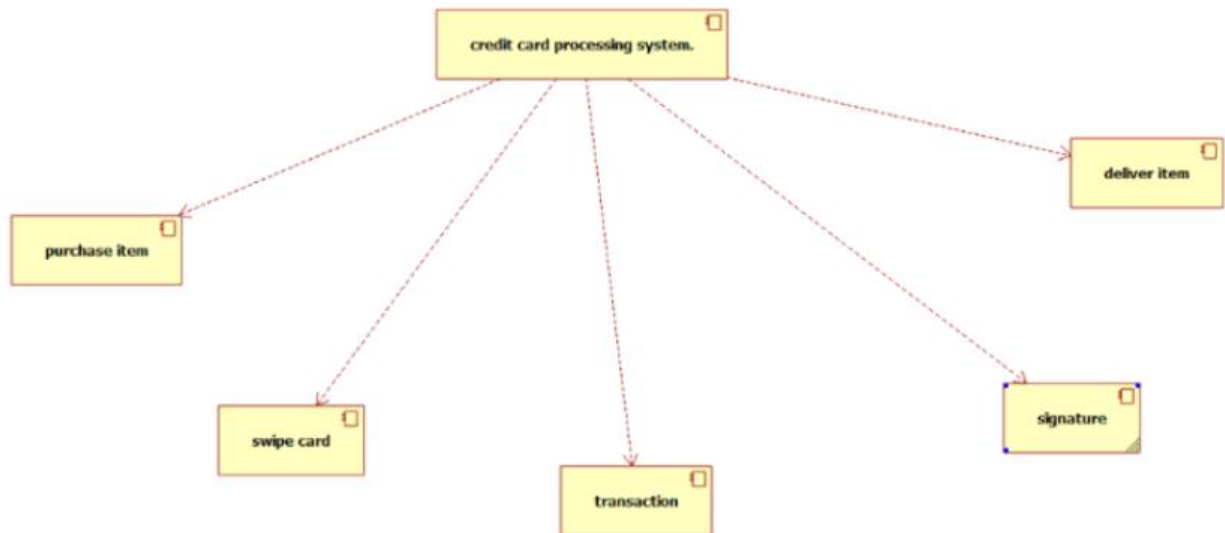 credit card processing system.
deliver item
purchase item
swipe card
signature
transaction